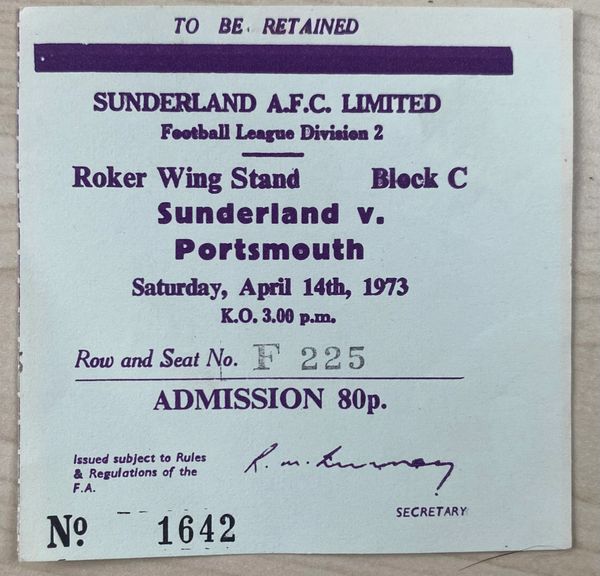 TO BE RETAINED
SUNDERLAND A.F.C. LIMITED
Football League Division 2
Roker Wing Stand Block C
Sunderland v.
Portsmouth
Saturday, April 14th, 1973
K.O. 3.00 p.m.
Row and Seat No. F 225
ADMISSION 80p.
Issued subject to Rules
& Regulations of the
F.A.
SECRETARY
No. 1642